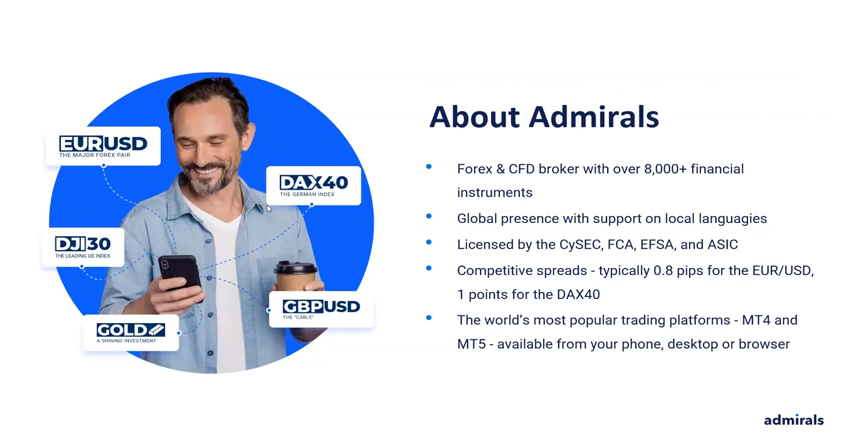 About Admirals
EURUSD
THE MAJOR FOREX PAIR
DAX40
THE GERMAN INDEX
DJI30
THE LEADING US INDEX
GBPUSD
THE "CABLE"
GOLD
A SHINING INVESTMENT
• Forex & CFD broker with over 8,000+ financial
instruments
• Global presence with support on local languagies
• Licensed by the CySEC, FCA, EFSA, and ASIC
• Competitive spreads - typically 0.8 pips for the EUR/USD,
1 points for the DAX40
• The world's most popular trading platforms - MT4 and
MT5 - available from your phone, desktop or browser
admirals